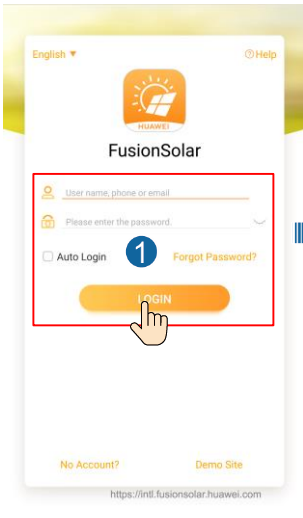 English ▼
Help
HUAWEI
FusionSolar
User name, phone or email
Please enter the password.
Auto Login
1
Forgot Password?
LOGIN
No Account?
Demo Site
https://intl.fusionsolar.huawei.com